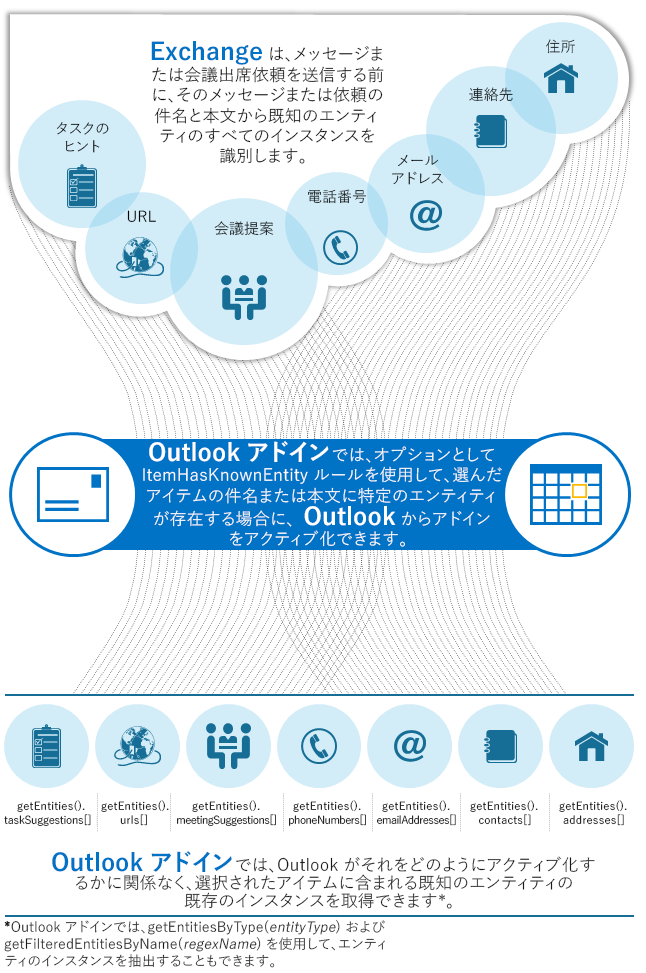 Exchange は、メッセージま
たは会議出席依頼を送信する前
に、そのメッセージまたは依頼の
件名と本文から既知のエンティ
ティのすべてのインスタンスを
識別します。
タスクの
ヒント
URL
会議提案
電話番号
メール
アドレス
連絡先
住所
Outlook アドインでは、オプションとして
ItemHasKnownEntity ルールを使用して、選んだ
アイテムの件名または本文に特定のエンティティ
が存在する場合に、 Outlook からアドイン
をアクティブ化できます。
getEntities().
taskSuggestions[]
getEntities().
urls[]
getEntities().
meetingSuggestions[]
getEntities().
phoneNumbers[]
getEntities().
emailAddresses[]
getEntities().
contacts[]
getEntities().
addresses[]
Outlook アドインでは、Outlook がそれをどのようにアクティブ化す
るかに関係なく、選択されたアイテムに含まれる既知のエンティティの
既存のインスタンスを取得できます*。
*Outlook アドインでは、getEntitiesByType(entityType) および
getFilteredEntitiesByName(regexName) を使用して、エンティ
ティのインスタンスを抽出することもできます。
@
@